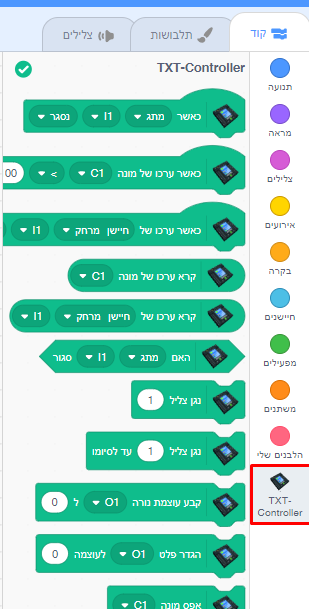 קוד
תלבושות
צלילים
TXT-Controller
כאשר מתג I1 נסגר
כאשר ערכו של מונה C1 > 00
כאשר ערכו של חיישן מרחק I1
קרא ערכו של מונה C1
קרא ערכו של חיישן מרחק I1
האם מתג I1 סגור
נגן צליל 1
נגן צליל 1 עד לסיומו
קבע עוצמת נורה O1 ל 0
הגדר פלט O1 לעוצמה 0
אפס מונה C1
תנועה
מראה
צלילים
אירועים
בקרה
חיישנים
מפעילים
משתנים
הלבנים שלי
TXT-
Controller